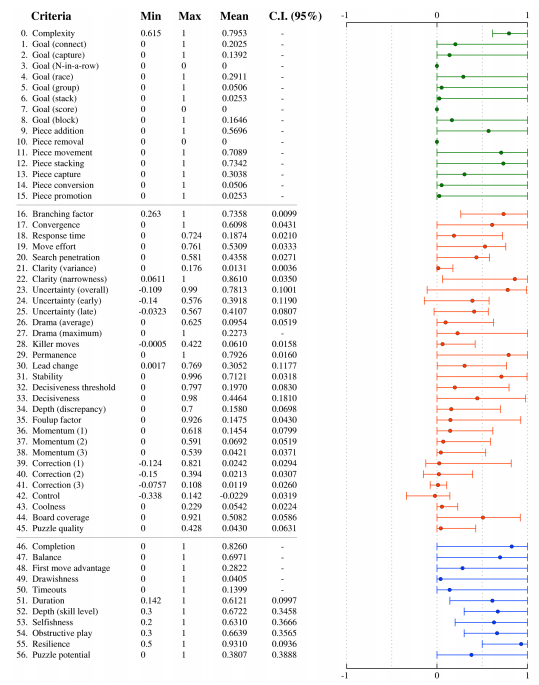 Criteria Min Max Mean C.I. (95%) -1 0 1
0. Complexity 0.615 1 0.7953 -
1. Goal (connect) 0 1 0.2025 -
2. Goal (capture) 0 1 0.1392 -
3. Goal (N-in-a-row) 0 0 0 -
4. Goal (race) 0 1 0.2911 -
5. Goal (group) 0 1 0.0506 -
6. Goal (stack) 0 1 0.0253 -
7. Goal (score) 0 0 0 -
8. Goal (block) 0 1 0.1646 -
9. Piece addition 0 1 0.5696 -
10. Piece removal 0 0 0 -
11. Piece movement 0 1 0.7089 -
12. Piece stacking 0 1 0.7342 -
13. Piece capture 0 1 0.3038 -
14. Piece conversion 0 1 0.0506 -
15. Piece promotion 0 1 0.0253 -
16. Branching factor 0.263 1 0.7358 0.0099
17. Convergence 0 1 0.6098 0.0431
18. Response time 0 0.724 0.1874 0.0210
19. Move effort 0 0.761 0.5309 0.0333
20. Search penetration 0 0.581 0.4358 0.0271
21. Clarity (variance) 0 0.176 0.0131 0.0036
22. Clarity (narrowness) 0.0611 1 0.8610 0.0350
23. Uncertainty (overall) -0.109 0.99 0.7813 0.1001
24. Uncertainty (early) -0.14 0.576 0.3918 0.1190
25. Uncertainty (late) -0.0323 0.567 0.4107 0.0807
26. Drama (average) 0 0.625 0.0954 0.0519
27. Drama (maximum) 0 1 0.2273 -
28. Killer moves -0.0005 0.422 0.0610 0.0158
29. Permanence 0 1 0.7926 0.0160
30. Lead change 0.0017 0.769 0.3052 0.1177
31. Stability 0 0.996 0.7121 0.0318
32. Decisiveness threshold 0 0.797 0.1970 0.0830
33. Decisiveness 0 0.98 0.4464 0.1810
34. Depth (discrepancy) 0 0.7 0.1580 0.0698
35. Foulup factor 0 0.926 0.1475 0.0430
36. Momentum (1) 0 0.618 0.1454 0.0799
37. Momentum (2) 0 0.591 0.0692 0.0519
38. Momentum (3) 0 0.539 0.0421 0.0371
39. Correction (1) -0.124 0.821 0.0242 0.0294
40. Correction (2) -0.15 0.394 0.0213 0.0307
41. Correction (3) -0.0757 0.108 0.0119 0.0260
42. Control -0.338 0.142 -0.0229 0.0319
43. Coolness 0 0.229 0.0542 0.0224
44. Board coverage 0 0.921 0.5082 0.0586
45. Puzzle quality 0 0.428 0.0430 0.0631
46. Completion 0 1 0.8260 -
47. Balance 0 1 0.6971 -
48. First move advantage 0 1 0.2822 -
49. Drawishness 0 1 0.0405 -
50. Timeouts 0 1 0.1399 -
51. Duration 0.142 1 0.6121 0.0997
52. Depth (skill level) 0.3 1 0.6722 0.3458
53. Selfishness 0.2 1 0.6310 0.3666
54. Obstructive play 0.3 1 0.6639 0.3565
55. Resilience 0.5 1 0.9310 0.0936
56. Puzzle potential 0 1 0.3807 0.3888
-1 0 1